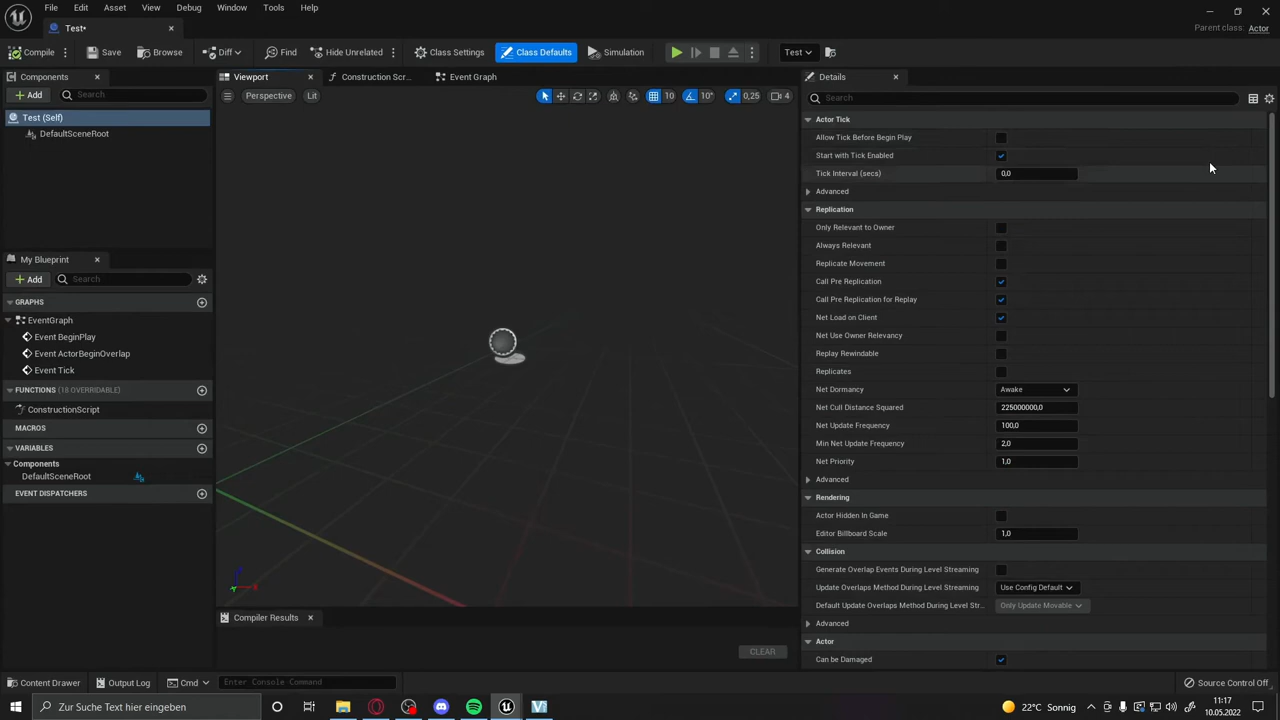 File Edit Asset View Debug Window Tools Help
Test*
Parent class: Actor
Compile Save Browse Diff Find Hide Unrelated Class Settings Class Defaults Simulation Test
Components Viewport Construction Scr... Event Graph Details
Add Search Perspective Lit 10 10° 0,25 4 Search
Test (Self)
DefaultSceneRoot
My Blueprint
Add Search
GRAPHS
EventGraph
Event BeginPlay
Event ActorBeginOverlap
Event Tick
FUNCTIONS (18 OVERRIDABLE)
ConstructionScript
MACROS
VARIABLES
Components
DefaultSceneRoot
EVENT DISPATCHERS
Compiler Results
CLEAR
Actor Tick
Allow Tick Before Begin Play
Start with Tick Enabled
Tick Interval (secs) 0,0
Advanced
Replication
Only Relevant to Owner
Always Relevant
Replicate Movement
Call Pre Replication
Call Pre Replication for Replay
Net Load on Client
Net Use Owner Relevancy
Replay Rewindable
Replicates
Net Dormancy Awake
Net Cull Distance Squared 225000000,0
Net Update Frequency 100,0
Min Net Update Frequency 2,0
Net Priority 1,0
Advanced
Rendering
Actor Hidden In Game
Editor Billboard Scale 1,0
Collision
Generate Overlap Events During Level Streaming
Update Overlaps Method During Level Streaming Use Config Default
Default Update Overlaps Method During Level Str... Only Update Movable
Advanced
Actor
Can be Damaged
Content Drawer Output Log Cmd Enter Console Command Source Control Off
Zur Suche Text hier eingeben 22°C Sonnig 11:17
10.05.2022